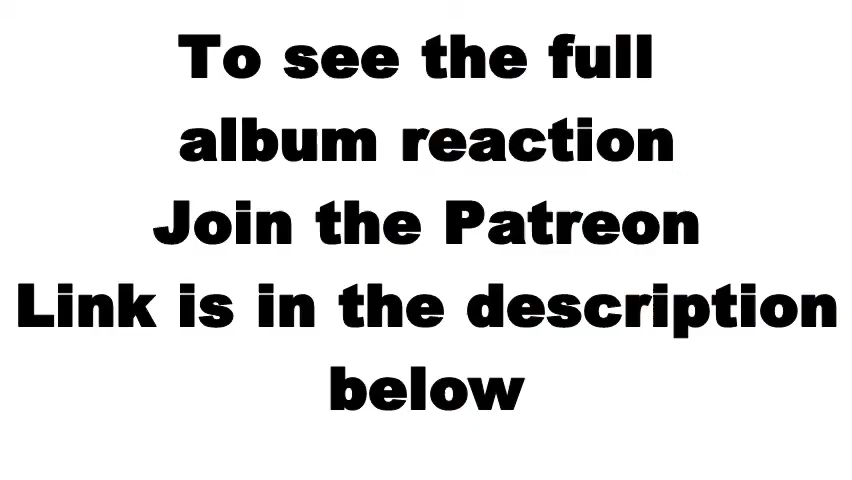 To see the full
album reaction
Join the Patreon
Link is in the description
below